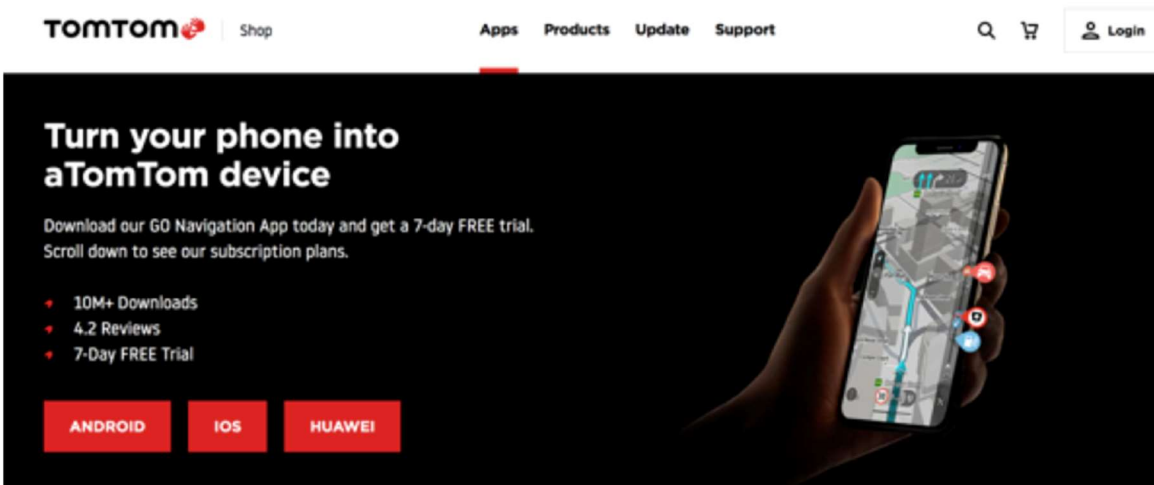 TOMTOM Shop Apps Products Update Support Login
Turn your phone into
aTomTom device
Download our GO Navigation App today and get a 7-day FREE trial.
Scroll down to see our subscription plans.
10M+ Downloads
4.2 Reviews
7-Day FREE Trial
ANDROID IOS HUAWEI